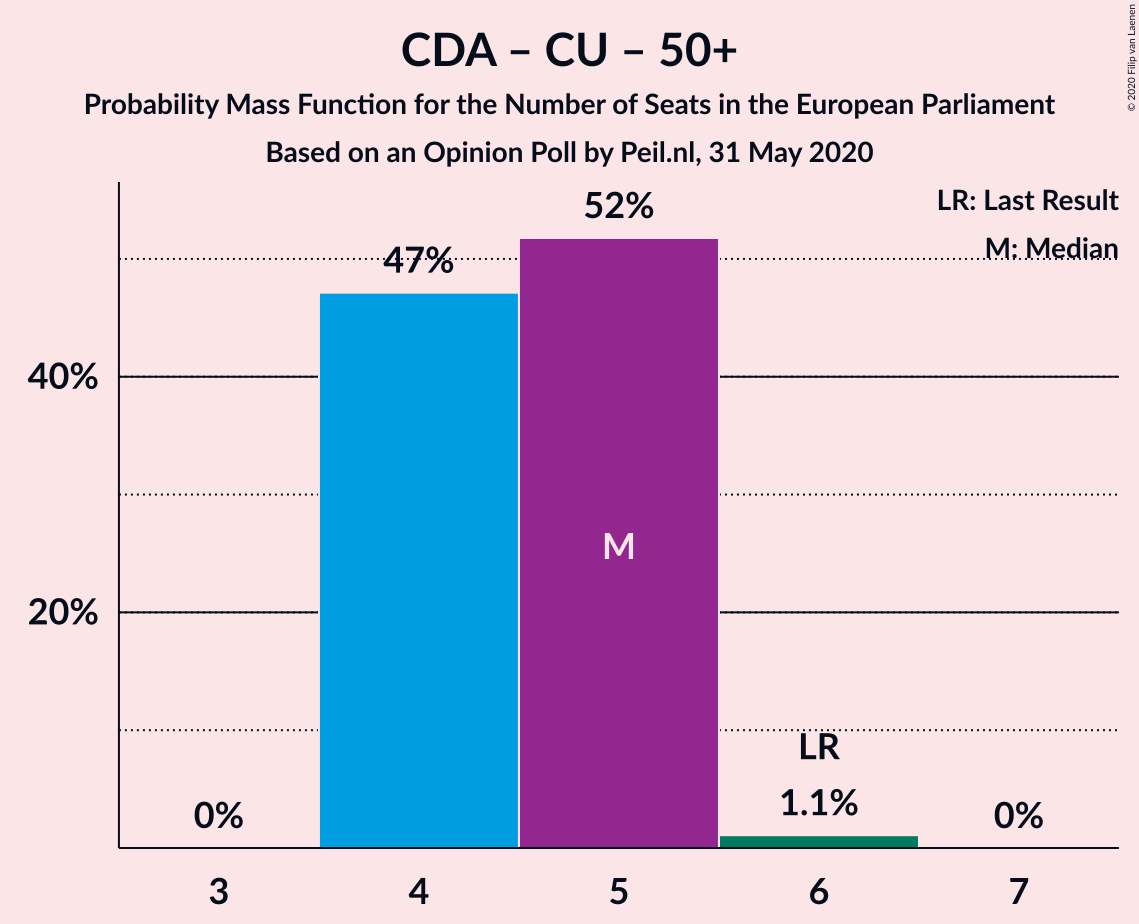 CDA – CU – 50+
Probability Mass Function for the Number of Seats in the European Parliament
Based on an Opinion Poll by Peil.nl, 31 May 2020
© 2020 Filip van Laenen
LR: Last Result
M: Median
52%
47%
40%
M
20%
LR
0%
1.1%
0%
3
4
5
6
7